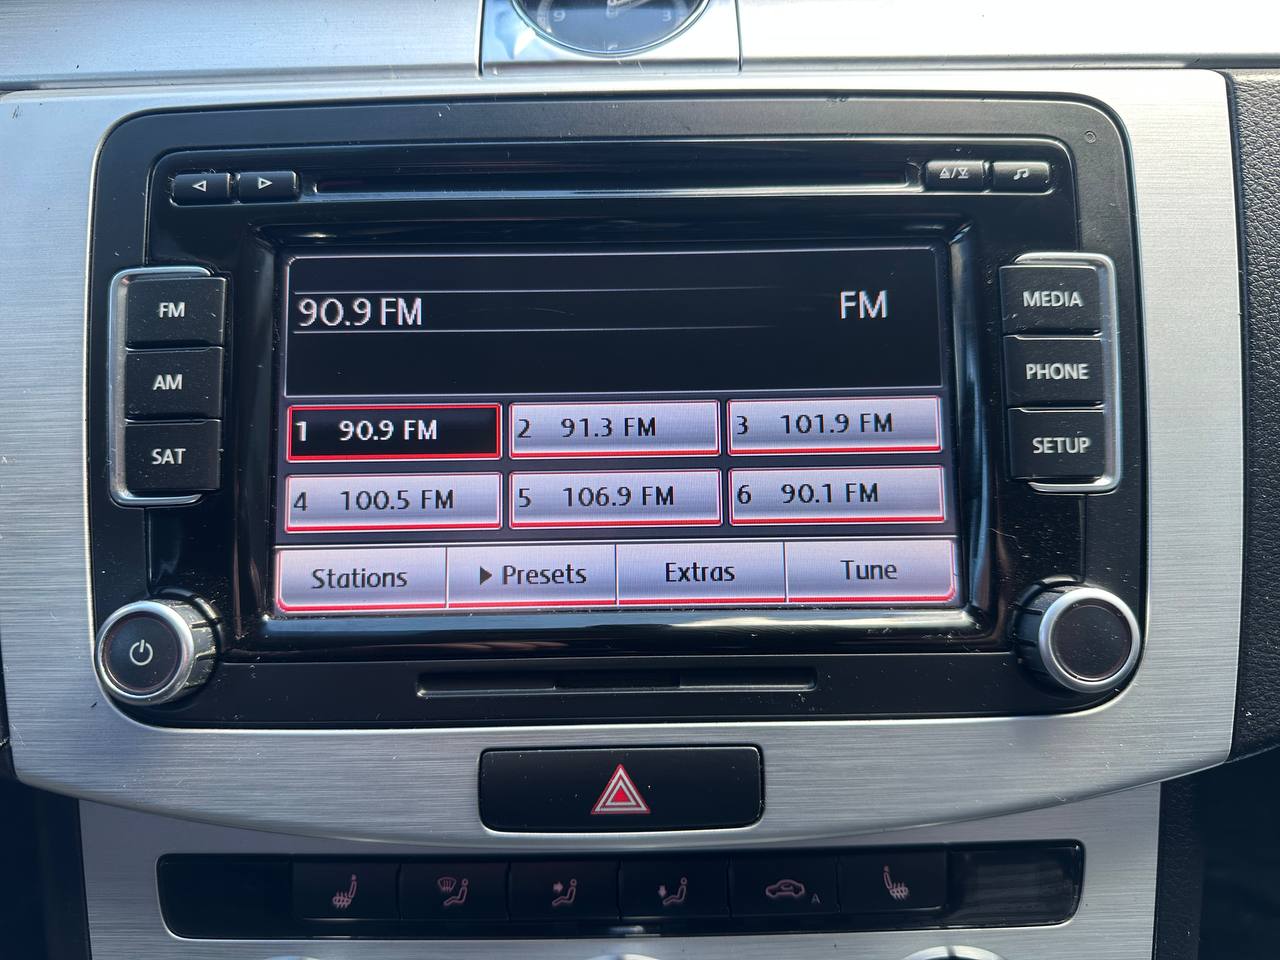 9 3
FM
AM
SAT
90.9 FM FM
1 90.9 FM 2 91.3 FM 3 101.9 FM
4 100.5 FM 5 106.9 FM 6 90.1 FM
Stations ▶ Presets Extras Tune
MEDIA
PHONE
SETUP
A